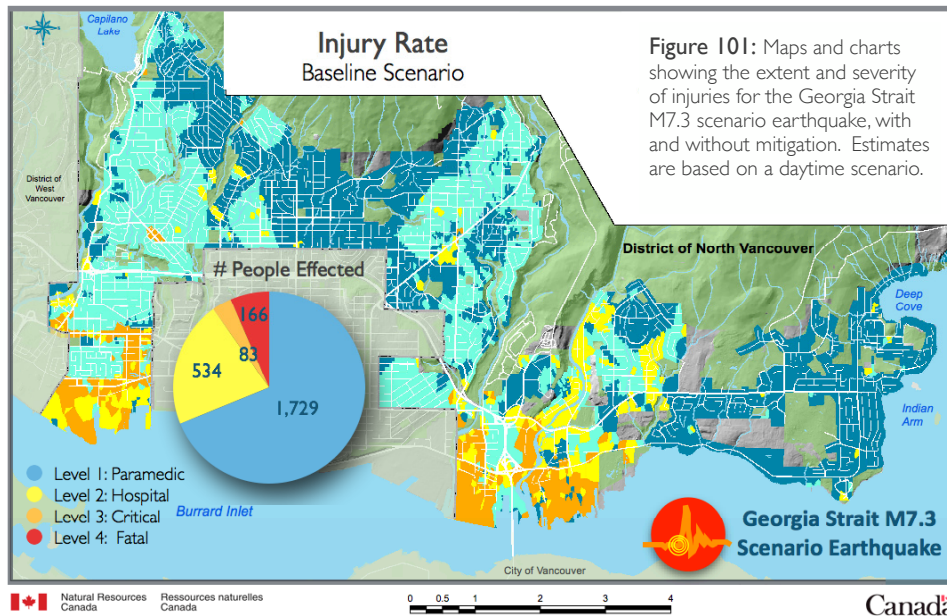 Capilano
Lake
Injury Rate
Baseline Scenario
Figure 101: Maps and charts
showing the extent and severity
of injuries for the Georgia Strait
M7.3 scenario earthquake, with
and without mitigation. Estimates
are based on a daytime scenario.
District of
West
Vancouver
District of North Vancouver
# People Effected
166
83
534
1,729
Deep
Cove
Indian
Arm
Level 1: Paramedic
Level 2: Hospital
Level 3: Critical
Level 4: Fatal
Burrard Inlet
Georgia Strait M7.3
Scenario Earthquake
City of Vancouver
Natural Resources
Canada
Ressources naturelles
Canada
0 0.5 1 2 3 4
Canada